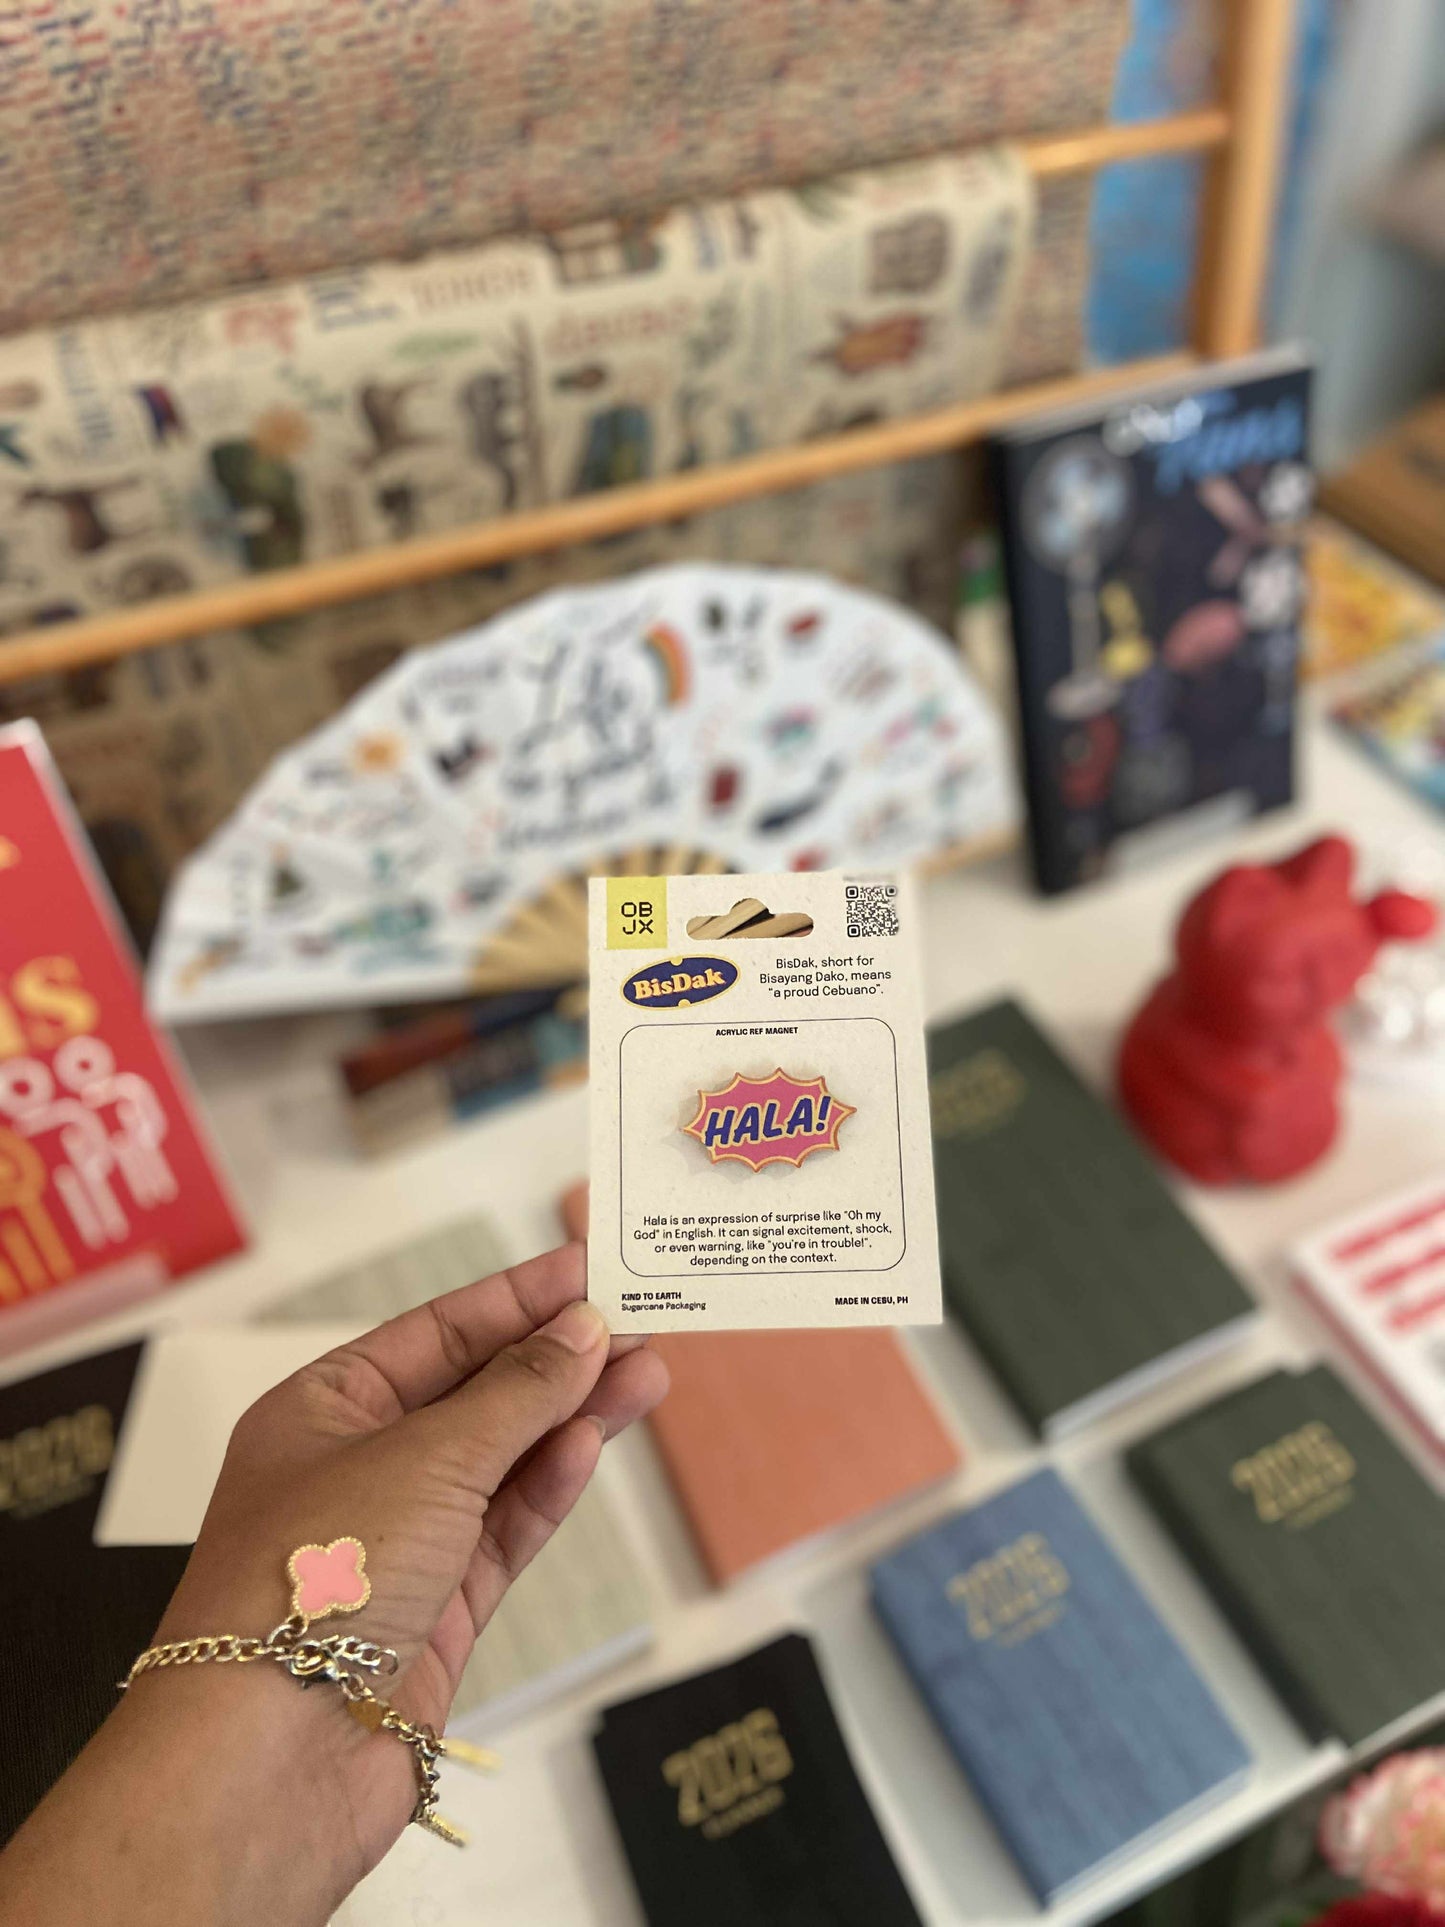 OB
JX
BisDak
BisDak, short for
Bisayang Dako, means
"a proud Cebuano".
ACRYLIC REF MAGNET
HALA!
Hala is an expression of surprise like "Oh my
God" in English. It can signal excitement, shock,
or even warning, like "you're in trouble!",
depending on the context.
KIND TO EARTH
Sugarcane Packaging
MADE IN CEBU, PH
davao
Life
2026
2026
2026
2026